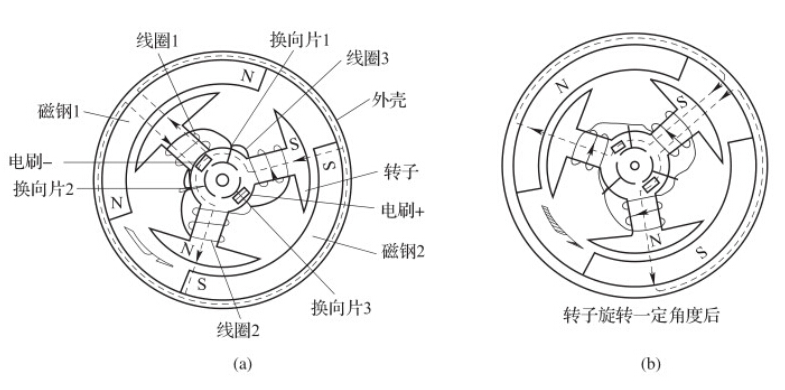 线圈1
换向片1
线圈3
外壳
磁钢1
N
S
S
N
电刷−
换向片2
转子
电刷+
磁钢2
N
S
换向片3
线圈2
(a)
N
S
N
S
转子旋转一定角度后
(b)